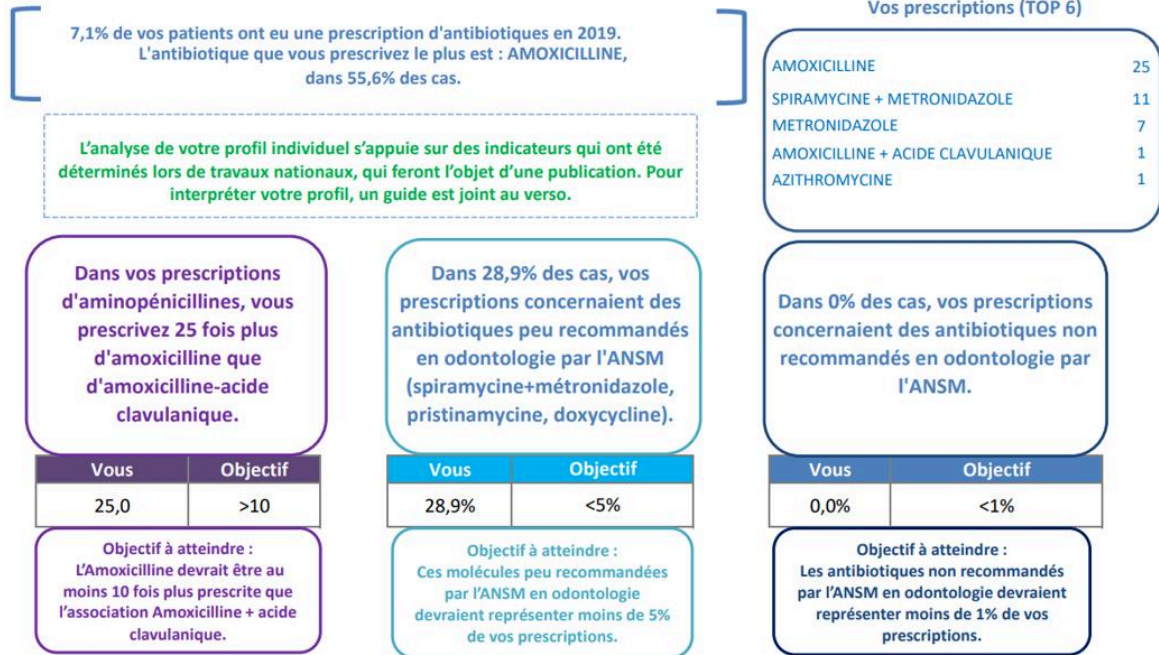 7,1% de vos patients ont eu une prescription d'antibiotiques en 2019.
L'antibiotique que vous prescrivez le plus est : AMOXICILLINE,
dans 55,6% des cas.
L'analyse de votre profil individuel s'appuie sur des indicateurs qui ont été
déterminés lors de travaux nationaux, qui feront l'objet d'une publication. Pour
interpréter votre profil, un guide est joint au verso.
Vos prescriptions (TOP 6)
AMOXICILLINE 25
SPIRAMYCINE + METRONIDAZOLE 11
METRONIDAZOLE 7
AMOXICILLINE + ACIDE CLAVULANIQUE 1
AZITHROMYCINE 1
Dans vos prescriptions
d'aminopénicillines, vous
prescrivez 25 fois plus
d'amoxicilline que
d'amoxicilline-acide
clavulanique.
Vous Objectif
25,0 >10
Objectif à atteindre :
L'Amoxicilline devrait être au
moins 10 fois plus prescrite que
l'association Amoxicilline + acide
clavulanique.
Dans 28,9% des cas, vos
prescriptions concernaient des
antibiotiques peu recommandés
en odontologie par l'ANSM
(spiramycine+métronidazole,
pristinamycine, doxycycline).
Vous Objectif
28,9% <5%
Objectif à atteindre :
Ces molécules peu recommandées
par l'ANSM en odontologie
devraient représenter moins de 5%
de vos prescriptions.
Dans 0% des cas, vos prescriptions
concernaient des antibiotiques non
recommandés en odontologie par
l'ANSM.
Vous Objectif
0,0% <1%
Objectif à atteindre :
Les antibiotiques non recommandés
par l'ANSM en odontologie devraient
représenter moins de 1% de vos
prescriptions.